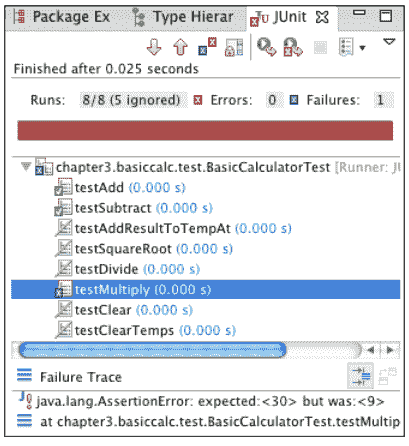 Package Ex Type Hierar JUnit
Finished after 0.025 seconds
Runs: 8/8 (5 ignored) Errors: 0 Failures: 1
chapter3.basiccalc.test.BasicCalculatorTest [Runner: JU
testAdd (0.000 s)
testSubtract (0.000 s)
testAddResultToTempAt (0.000 s)
testSquareRoot (0.000 s)
testDivide (0.000 s)
testMultiply (0.000 s)
testClear (0.000 s)
testClearTemps (0.000 s)
Failure Trace
java.lang.AssertionError: expected:<30> but was:<9>
at chapter3.basiccalc.test.BasicCalculatorTest.testMultip